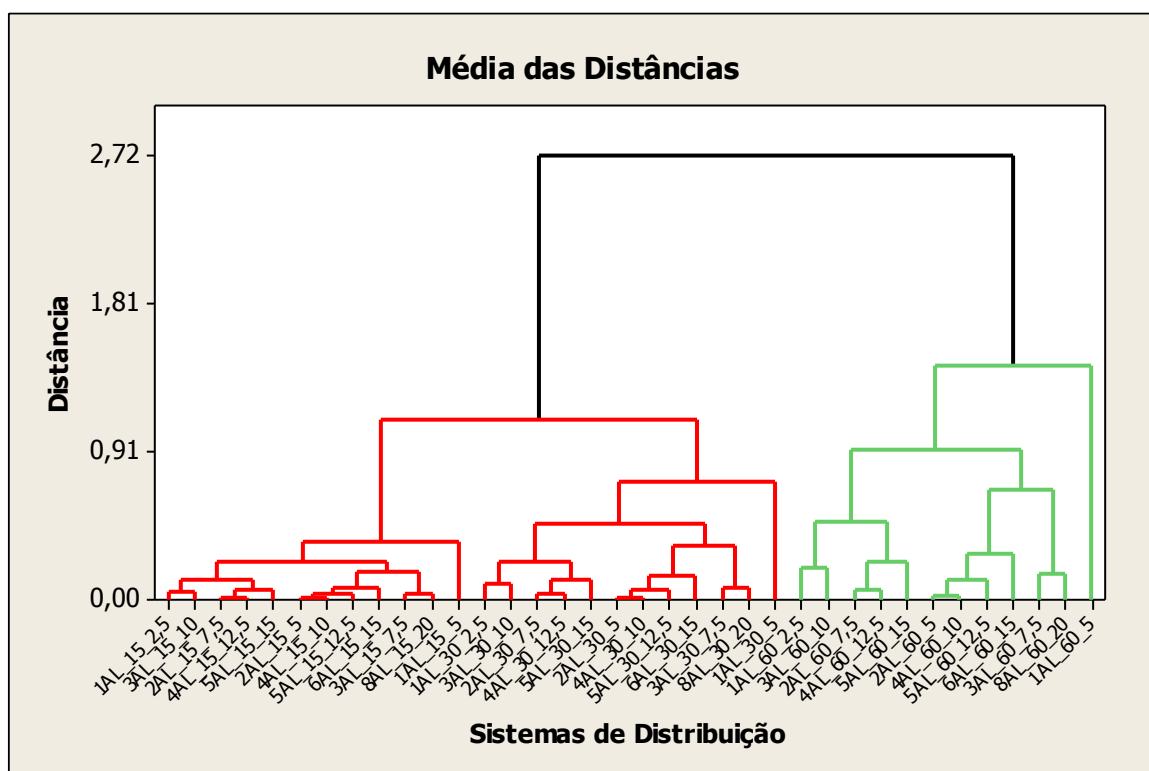 Média das Distâncias
2,72
1,81
0,91
0,00
Distância
1AL_15_2,5
3AL_15_10
2AL_15_7,5
4AL_15_12,5
5AL_15_15
2AL_15_5
4AL_15_10
5AL_15_12,5
6AL_15_15
3AL_15_7,5
8AL_15_20
1AL_15_5
1AL_30_2,5
3AL_30_10
2AL_30_7,5
4AL_30_12,5
5AL_30_15
2AL_30_5
4AL_30_10
5AL_30_12,5
6AL_30_15
3AL_30_7,5
8AL_30_20
1AL_30_5
1AL_60_2,5
3AL_60_10
2AL_60_7,5
4AL_60_12,5
5AL_60_15
2AL_60_5
4AL_60_10
5AL_60_12,5
6AL_60_15
3AL_60_7,5
8AL_60_20
1AL_60_5
Sistemas de Distribuição